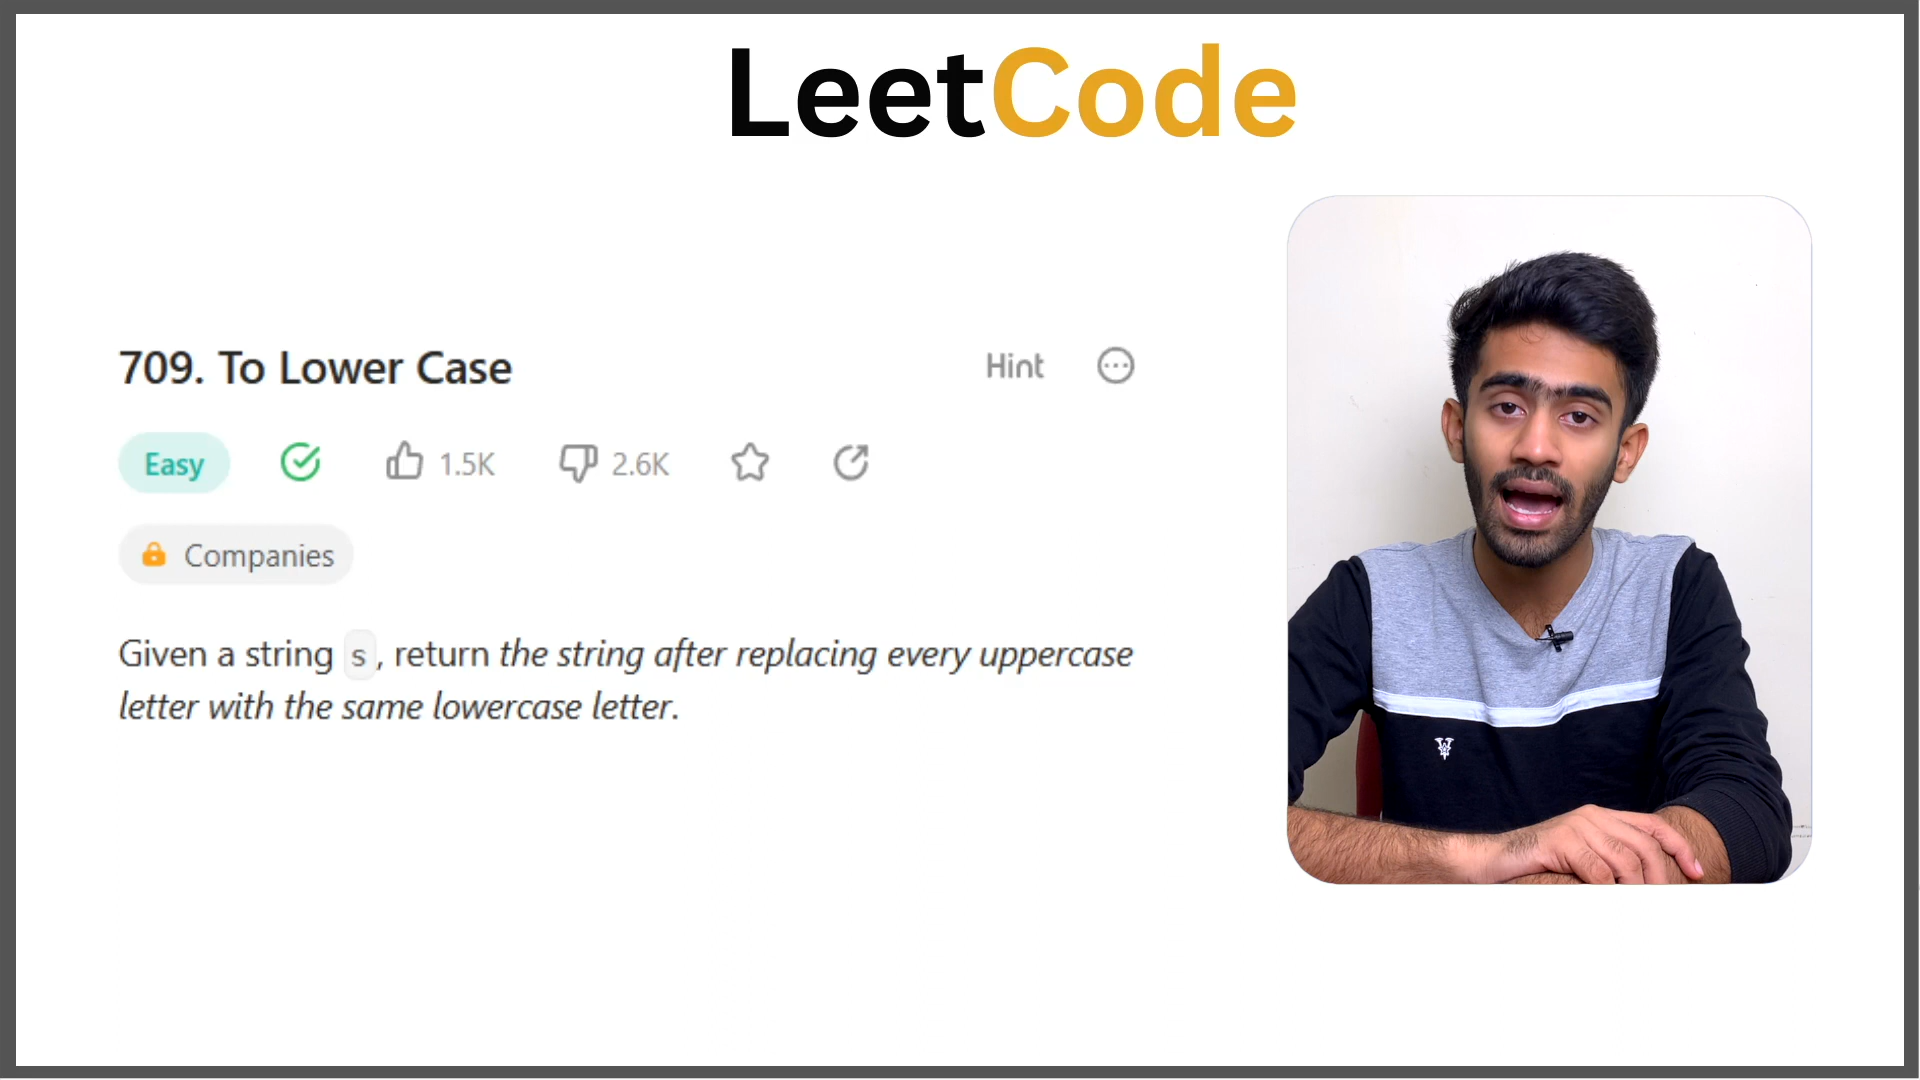 LeetCode
709. To Lower Case
Hint
Easy
1.5K
2.6K
Companies
Given a string s, return the string after replacing every uppercase
letter with the same lowercase letter.